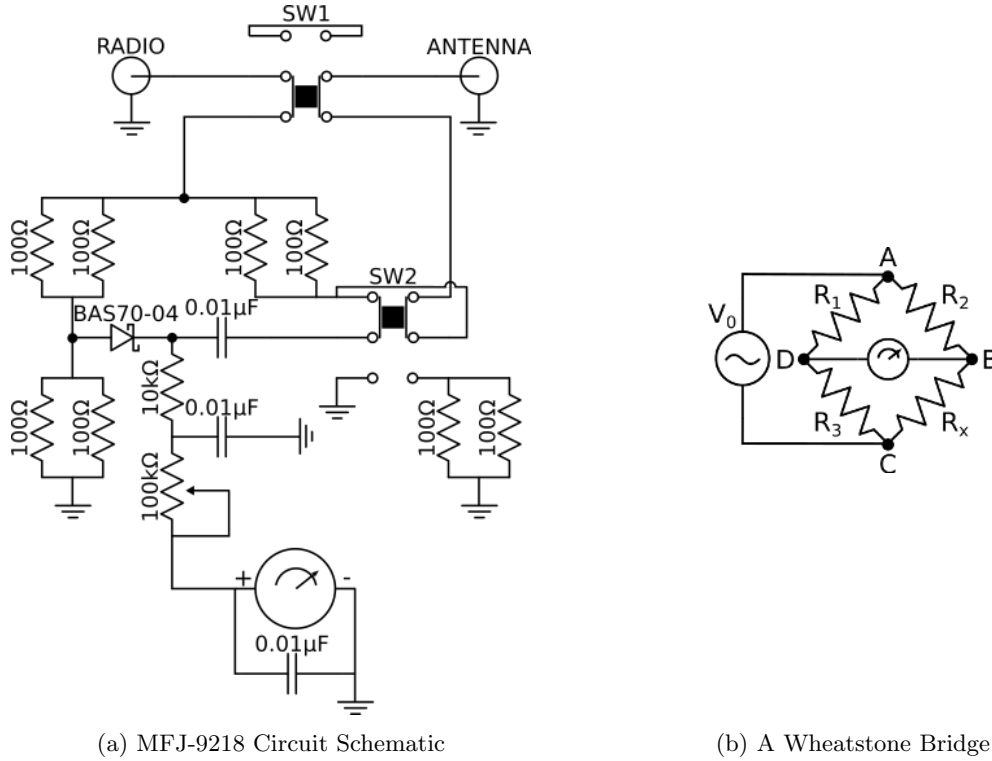 SW1
RADIO
ANTENNA
100Ω
100Ω
100Ω
100Ω
SW2
BAS70-04
0.01μF
10kΩ
0.01μF
100Ω
100Ω
100Ω
100Ω
100kΩ
+
-
0.01μF
(a) MFJ-9218 Circuit Schematic
A
R1
R2
V0
D
B
R3
Rx
C
(b) A Wheatstone Bridge